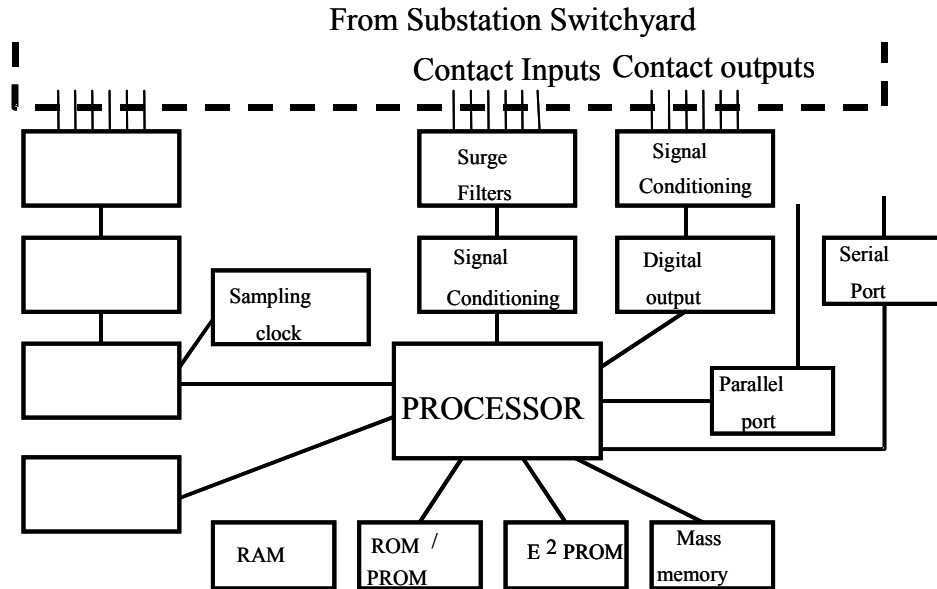 From Substation Switchyard
Contact Inputs
Contact outputs
Surge
Filters
Signal
Conditioning
Signal
Conditioning
Digital
output
Serial
Port
Sampling
clock
PROCESSOR
Parallel
port
RAM
ROM /
PROM
E 2 PROM
Mass
memory